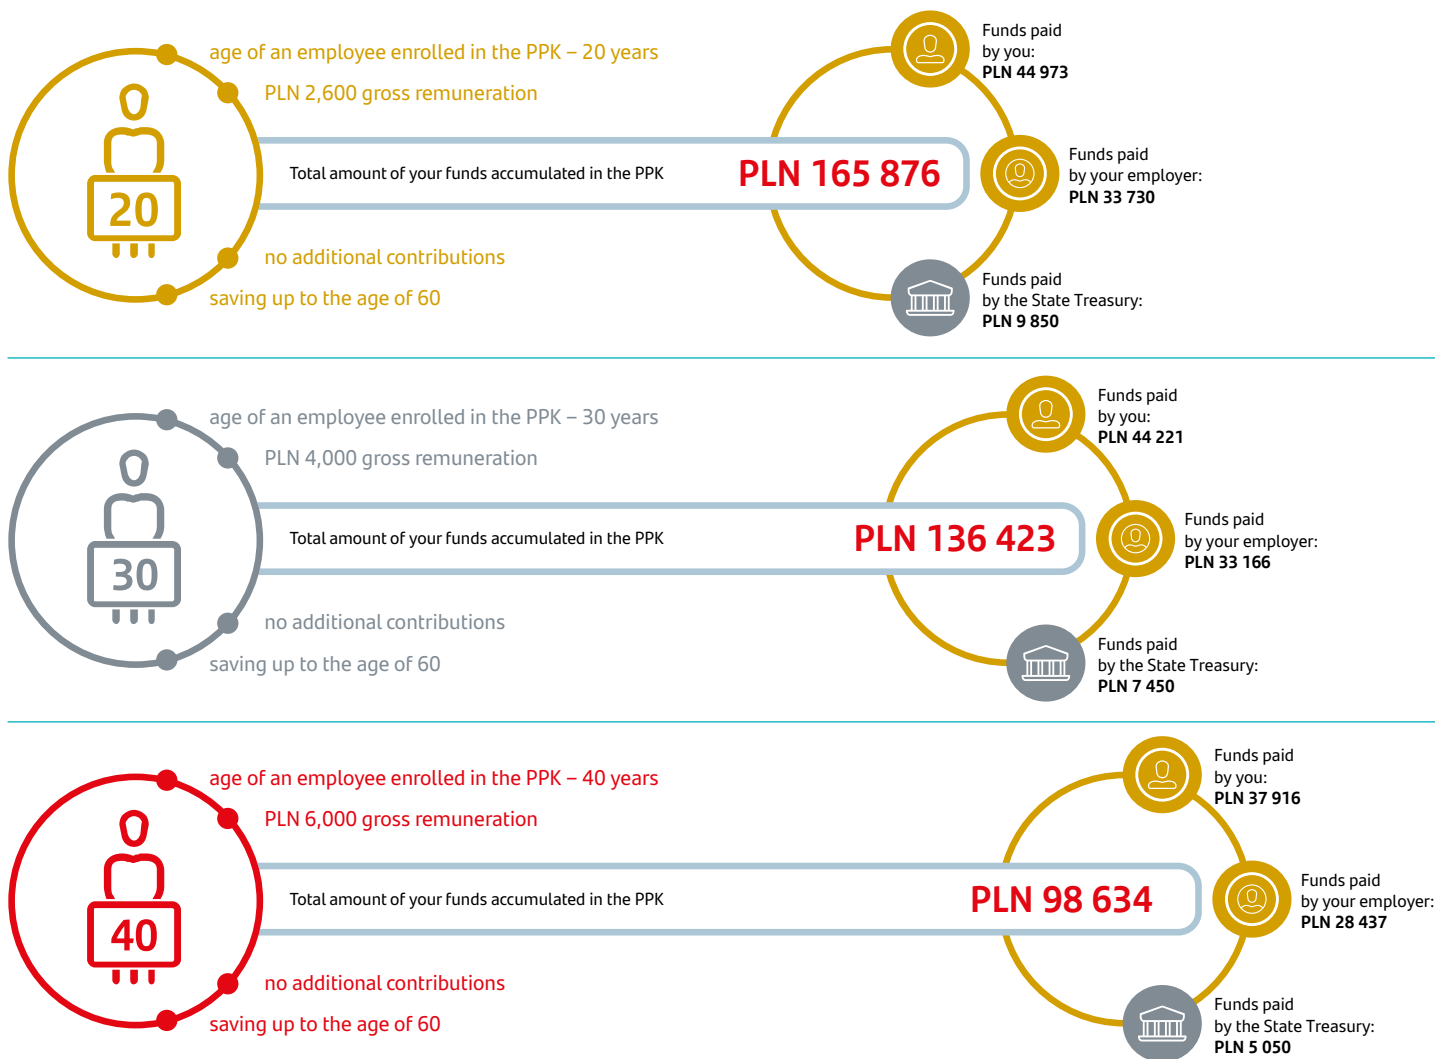 age of an employee enrolled in the PPK – 20 years
PLN 2,600 gross remuneration
20
Total amount of your funds accumulated in the PPK
PLN 165 876
no additional contributions
saving up to the age of 60
Funds paid
by you:
PLN 44 973
Funds paid
by your employer:
PLN 33 730
Funds paid
by the State Treasury:
PLN 9 850
age of an employee enrolled in the PPK – 30 years
PLN 4,000 gross remuneration
30
Total amount of your funds accumulated in the PPK
PLN 136 423
no additional contributions
saving up to the age of 60
Funds paid
by you:
PLN 44 221
Funds paid
by your employer:
PLN 33 166
Funds paid
by the State Treasury:
PLN 7 450
age of an employee enrolled in the PPK – 40 years
PLN 6,000 gross remuneration
40
Total amount of your funds accumulated in the PPK
PLN 98 634
no additional contributions
saving up to the age of 60
Funds paid
by you:
PLN 37 916
Funds paid
by your employer:
PLN 28 437
Funds paid
by the State Treasury:
PLN 5 050